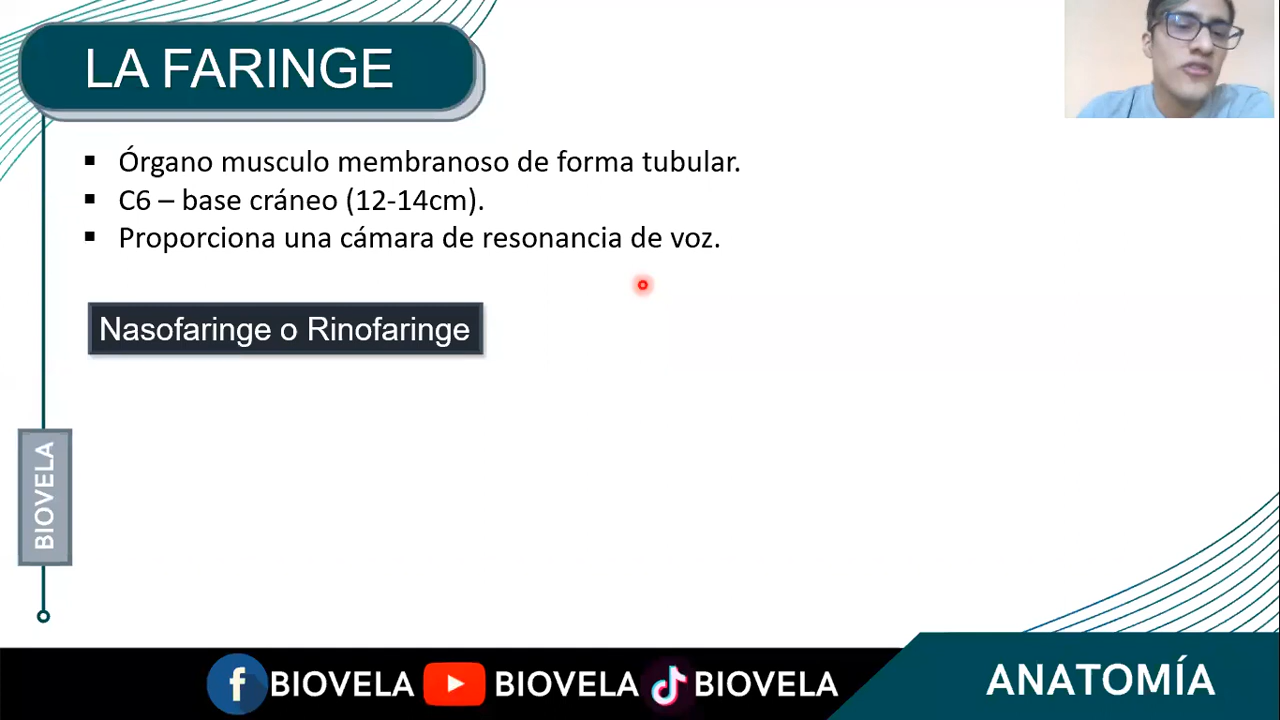 LA FARINGE
▪ Órgano musculo membranoso de forma tubular.
▪ C6 – base cráneo (12-14cm).
▪ Proporciona una cámara de resonancia de voz.
Nasofaringe o Rinofaringe
BIOVELA
BIOVELA BIOVELA BIOVELA
ANATOMÍA